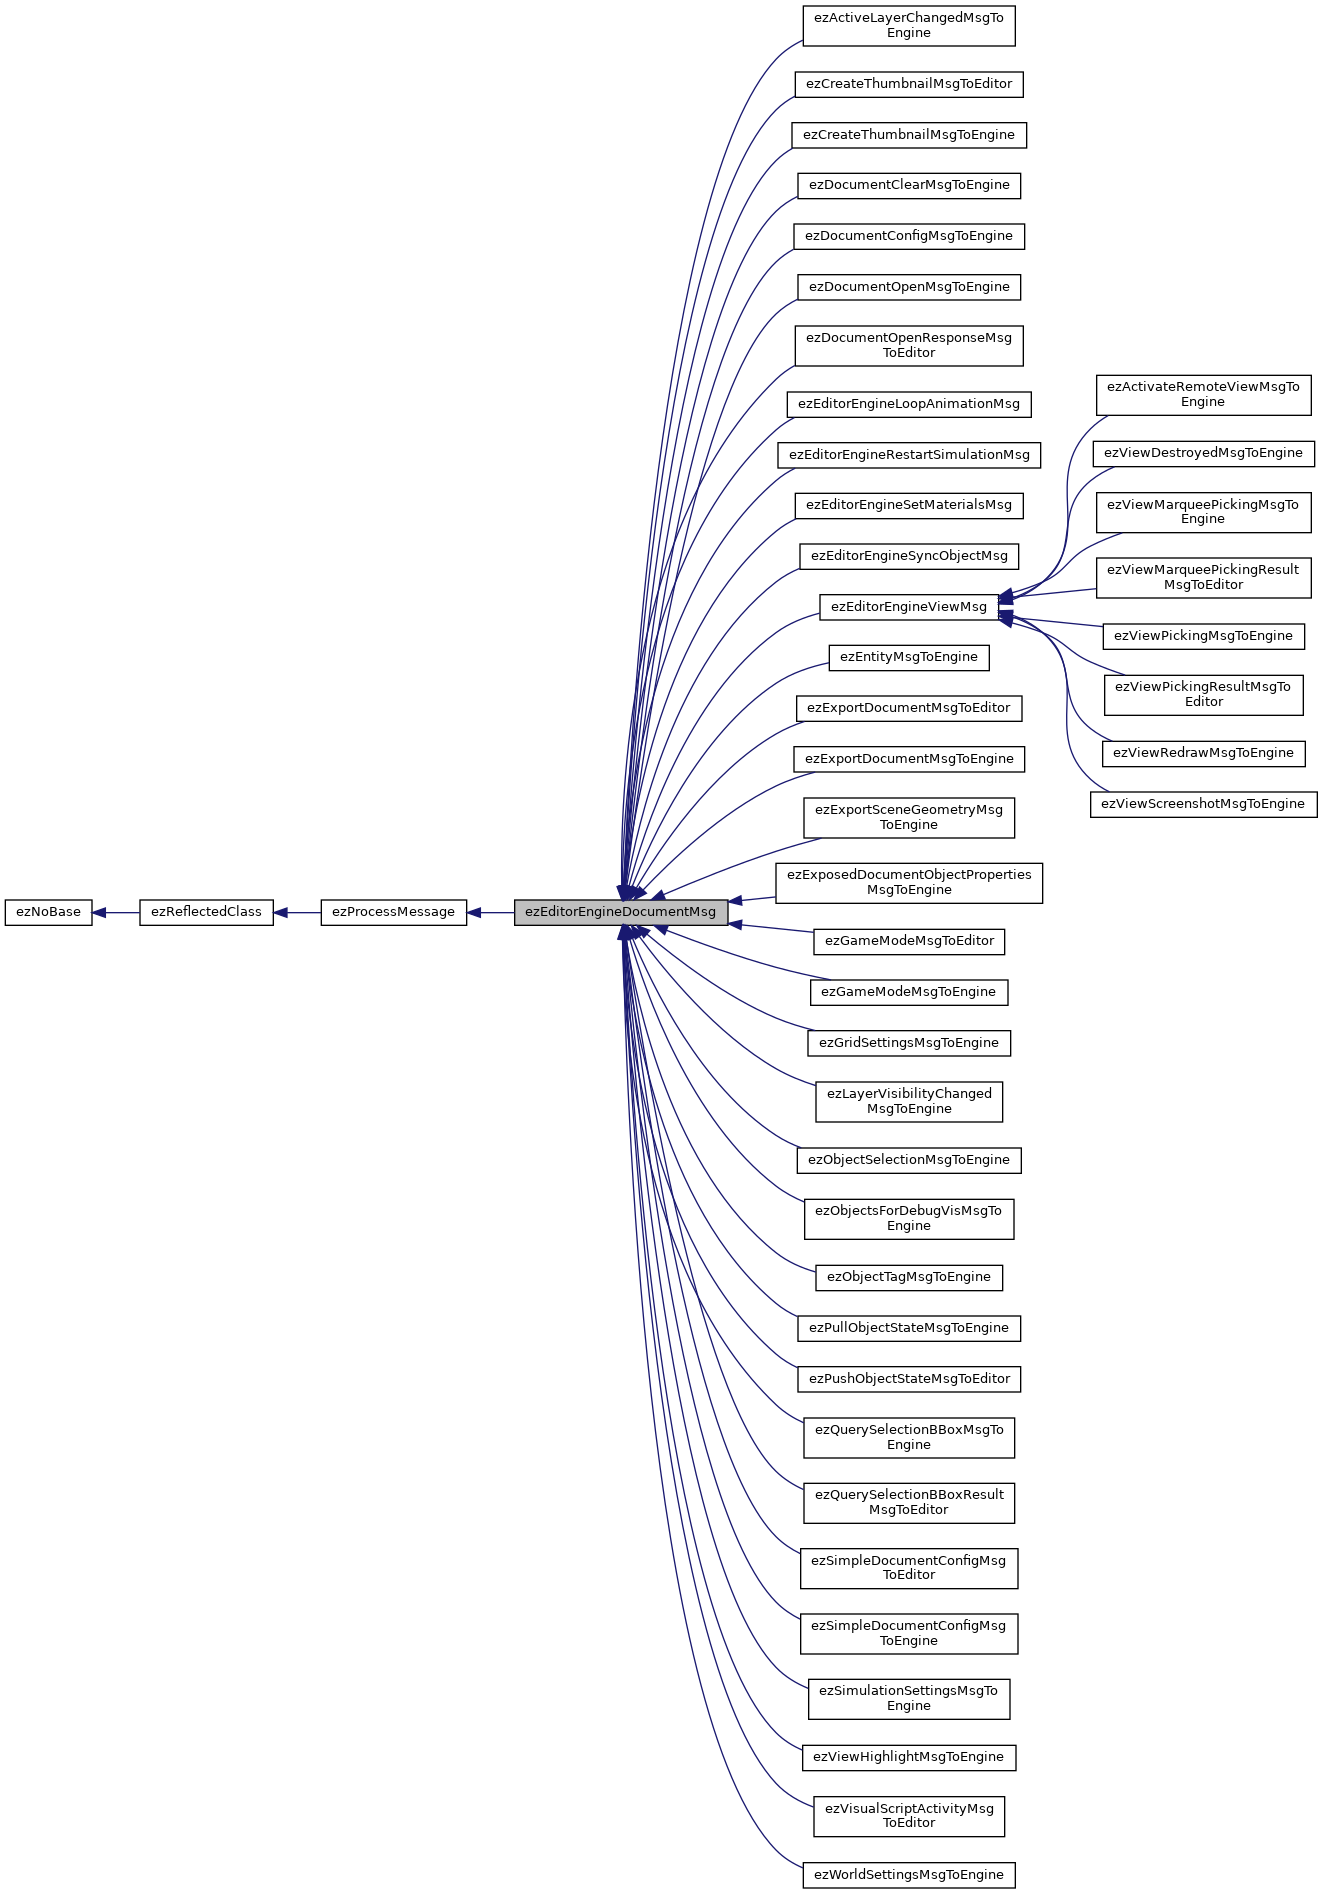 ezNoBase
ezReflectedClass
ezProcessMessage
ezEditorEngineDocumentMsg
ezActiveLayerChangedMsgTo
Engine
ezCreateThumbnailMsgToEditor
ezCreateThumbnailMsgToEngine
ezDocumentClearMsgToEngine
ezDocumentConfigMsgToEngine
ezDocumentOpenMsgToEngine
ezDocumentOpenResponseMsg
ToEditor
ezEditorEngineLoopAnimationMsg
ezEditorEngineRestartSimulationMsg
ezEditorEngineSetMaterialsMsg
ezEditorEngineSyncObjectMsg
ezEditorEngineViewMsg
ezEntityMsgToEngine
ezExportDocumentMsgToEditor
ezExportDocumentMsgToEngine
ezExportSceneGeometryMsg
ToEngine
ezExposedDocumentObjectProperties
MsgToEngine
ezGameModeMsgToEditor
ezGameModeMsgToEngine
ezGridSettingsMsgToEngine
ezLayerVisibilityChanged
MsgToEngine
ezObjectSelectionMsgToEngine
ezObjectsForDebugVisMsgTo
Engine
ezObjectTagMsgToEngine
ezPullObjectStateMsgToEngine
ezPushObjectStateMsgToEditor
ezQuerySelectionBBoxMsgTo
Engine
ezQuerySelectionBBoxResult
MsgToEditor
ezSimpleDocumentConfigMsg
ToEditor
ezSimpleDocumentConfigMsg
ToEngine
ezSimulationSettingsMsgTo
Engine
ezViewHighlightMsgToEngine
ezVisualScriptActivityMsg
ToEditor
ezWorldSettingsMsgToEngine
ezActivateRemoteViewMsgTo
Engine
ezViewDestroyedMsgToEngine
ezViewMarqueePickingMsgTo
Engine
ezViewMarqueePickingResult
MsgToEditor
ezViewPickingMsgToEngine
ezViewPickingResultMsgTo
Editor
ezViewRedrawMsgToEngine
ezViewScreenshotMsgToEngine